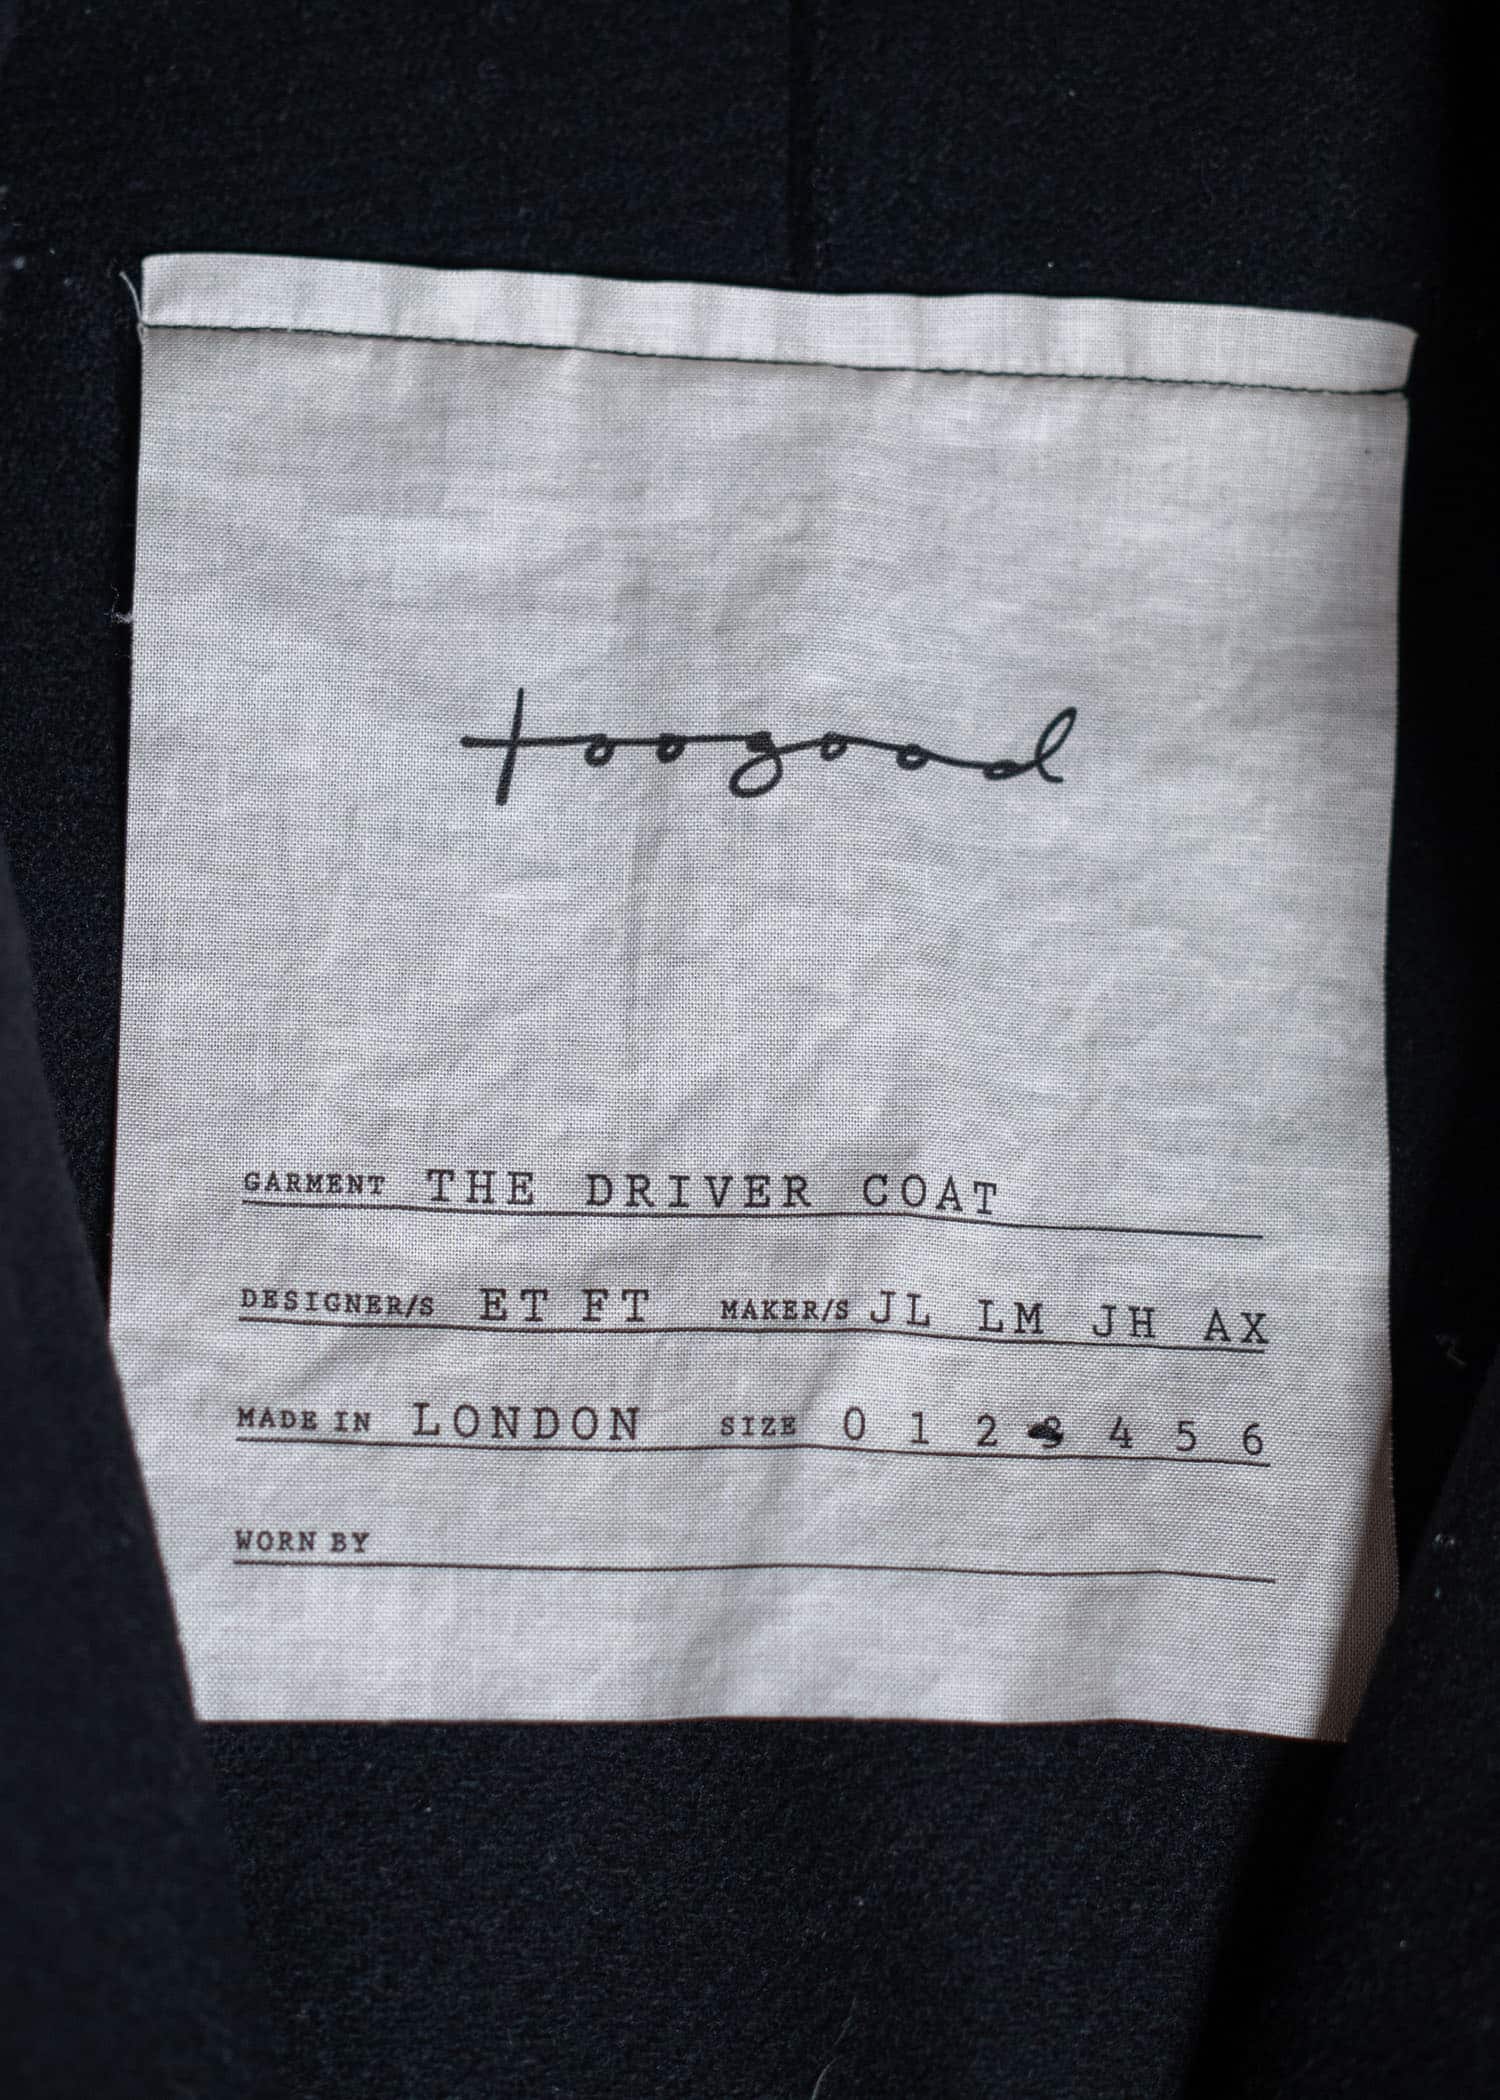 toogood
GARMENT THE DRIVER COAT
DESIGNER/S ET FT MAKER/S JL LM JH AX
MADE IN LONDON SIZE 0 1 2 3 4 5 6
WORN BY